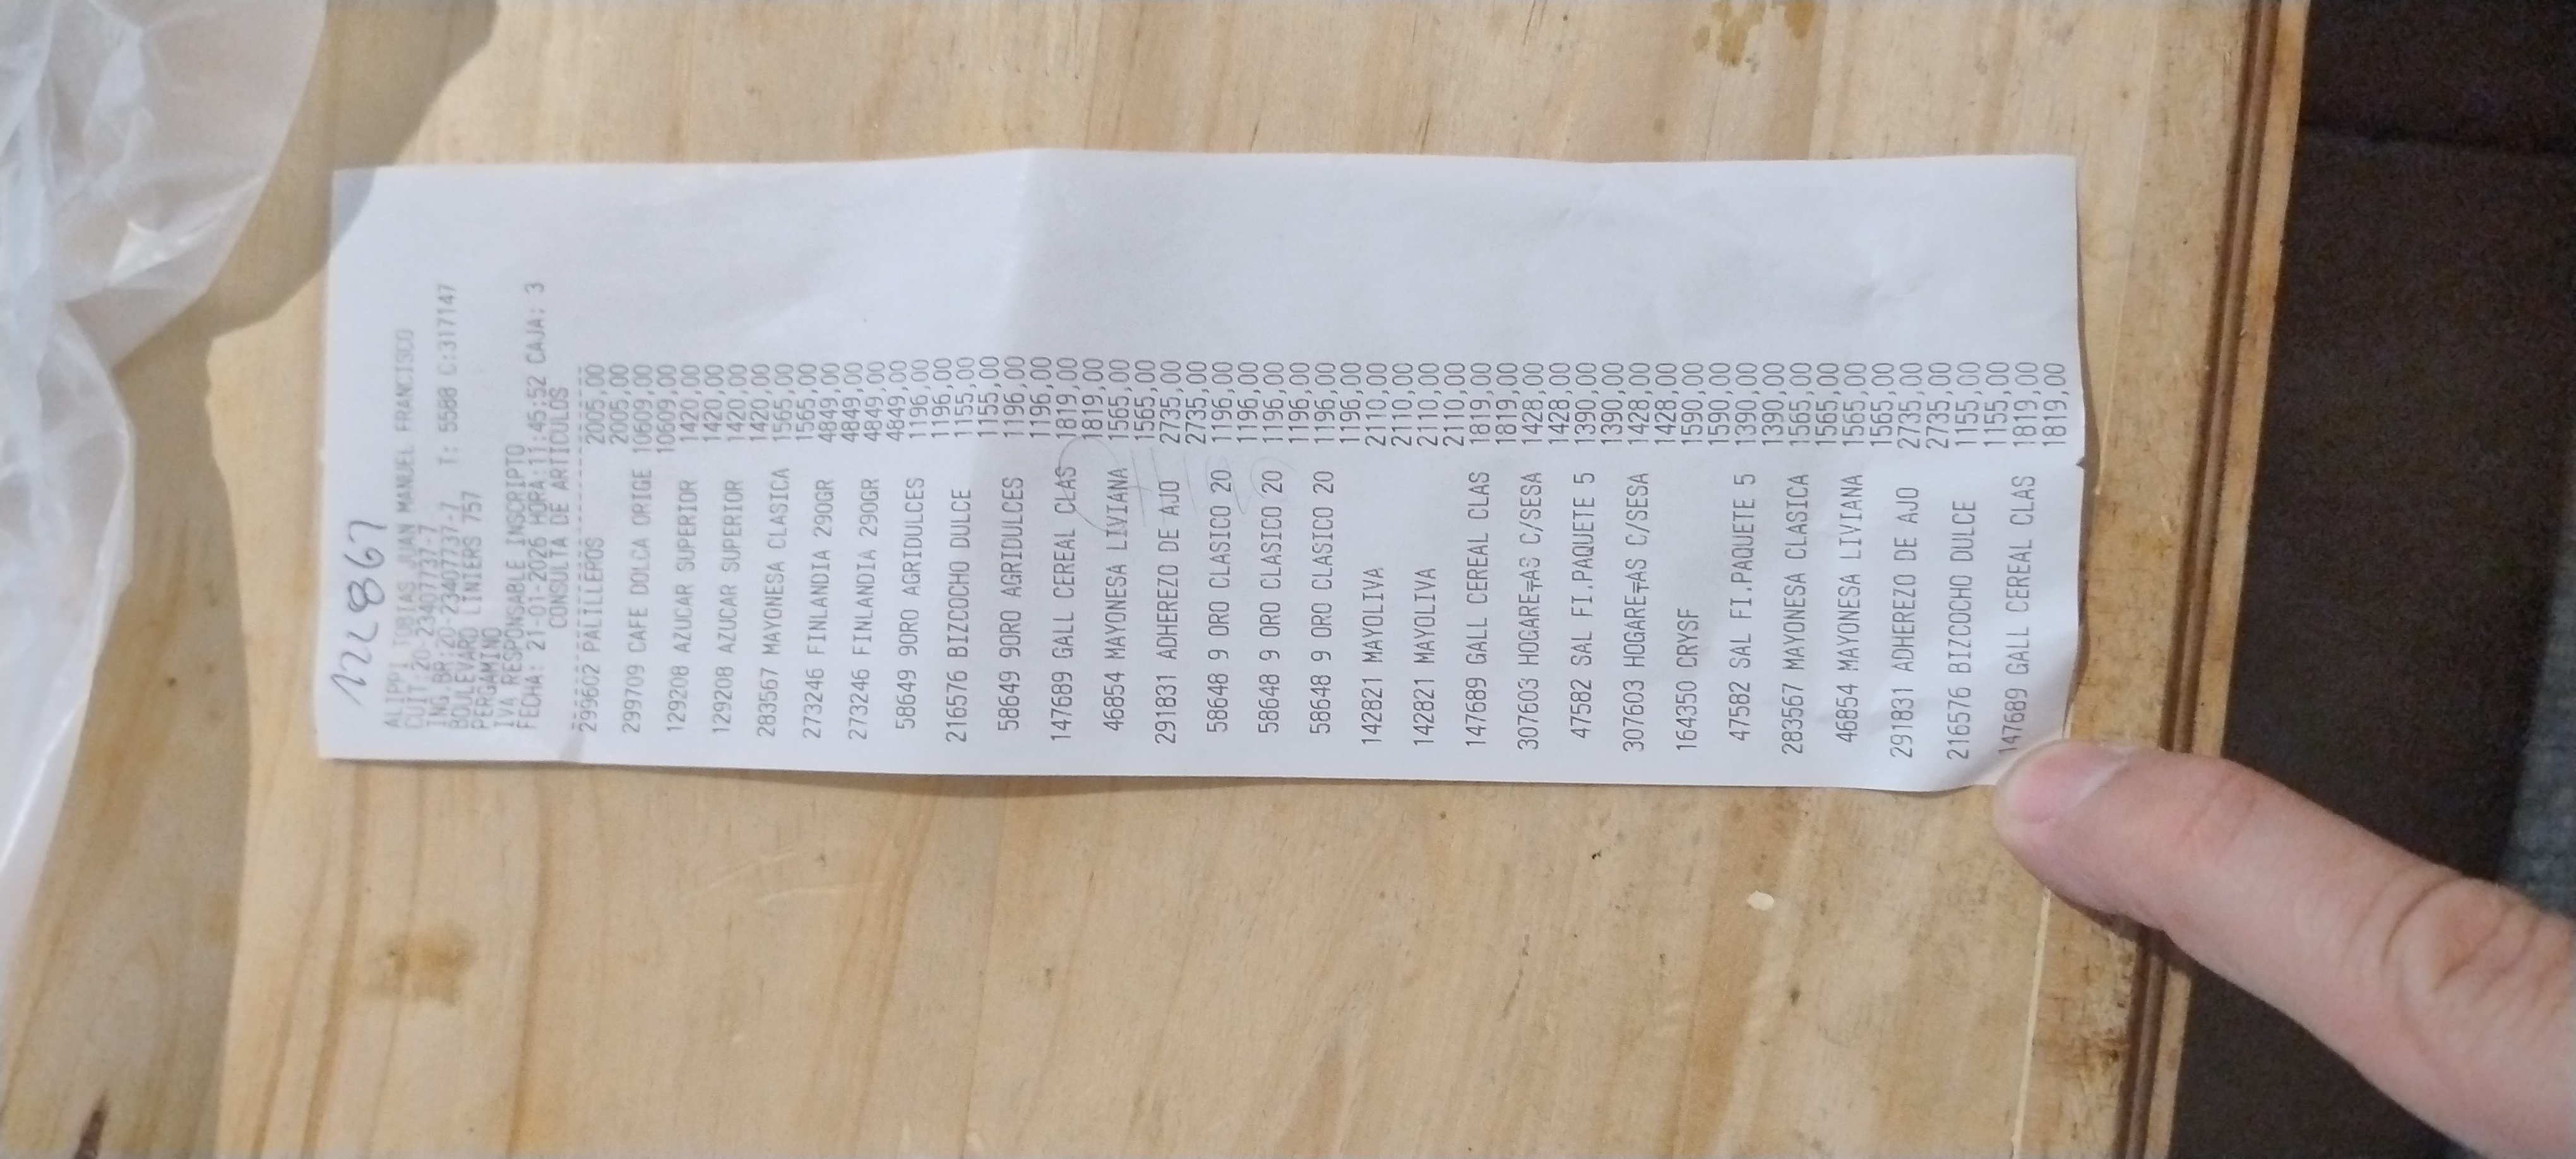 122867
ALIPPI TOBIAS JUAN MANUEL FRANCISCO
CUIT:20-23407737-7
ING.BR:20-23407737-7 T: 5500 C:317147
BOULEVARD LINIERS 757
PERGAMINO
IVA RESPONSABLE INSCRIPTO
FECHA: 21-01-2026 HORA:11:45:52 CAJA: 3
CONSULTA DE ARTICULOS
299602 PALILLEROS 2005,00
2005,00
299709 CAFE DOLCA ORIGE 10609,00
10609,00
129208 AZUCAR SUPERIOR 1420,00
1420,00
129208 AZUCAR SUPERIOR 1420,00
1420,00
283567 MAYONESA CLASICA 1565,00
1565,00
273246 FINLANDIA 290GR 4849,00
4849,00
273246 FINLANDIA 290GR 4849,00
4849,00
58649 9ORO AGRIDULCES 1196,00
1196,00
216576 BIZCOCHO DULCE 1155,00
1155,00
58649 9ORO AGRIDULCES 1196,00
1196,00
147689 GALL CEREAL CLAS 1819,00
1819,00
46854 MAYONESA LIVIANA 1565,00
1565,00
291831 ADHEREZO DE AJO 2735,00
2735,00
58648 9 ORO CLASICO 20 1196,00
1196,00
58648 9 ORO CLASICO 20 1196,00
1196,00
58648 9 ORO CLASICO 20 1196,00
1196,00
142821 MAYOLIVA 2110,00
2110,00
142821 MAYOLIVA 2110,00
2110,00
147689 GALL CEREAL CLAS 1819,00
1819,00
307603 HOGARE╤AS C/SESA 1428,00
1428,00
47582 SAL FI.PAQUETE 5 1390,00
1390,00
307603 HOGARE╤AS C/SESA 1428,00
1428,00
164350 CRYSF 1590,00
1590,00
47582 SAL FI.PAQUETE 5 1390,00
1390,00
283567 MAYONESA CLASICA 1565,00
1565,00
46854 MAYONESA LIVIANA 1565,00
1565,00
291831 ADHEREZO DE AJO 2735,00
2735,00
216576 BIZCOCHO DULCE 1155,00
1155,00
147689 GALL CEREAL CLAS 1819,00
1819,00